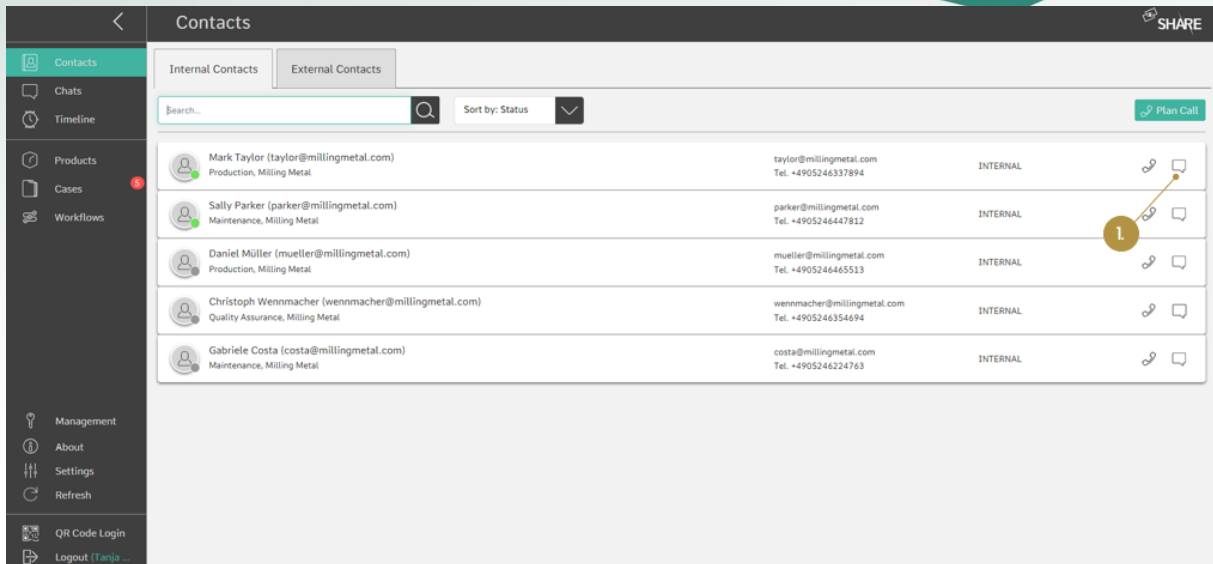 Contacts
SHARE
Contacts
Chats
Timeline
Products
Cases
5
Workflows
Management
About
Settings
Refresh
QR Code Login
Logout (Tanja ...
Internal Contacts
External Contacts
Search...
Sort by: Status
Plan Call
Mark Taylor (taylor@millingmetal.com)
Production, Milling Metal
taylor@millingmetal.com
Tel. +4905246337894
INTERNAL
Sally Parker (parker@millingmetal.com)
Maintenance, Milling Metal
parker@millingmetal.com
Tel. +4905246447812
INTERNAL
1.
Daniel Müller (mueller@millingmetal.com)
Production, Milling Metal
mueller@millingmetal.com
Tel. +4905246465513
INTERNAL
Christoph Wennmacher (wennmacher@millingmetal.com)
Quality Assurance, Milling Metal
wennmacher@millingmetal.com
Tel. +4905246354694
INTERNAL
Gabriele Costa (costa@millingmetal.com)
Maintenance, Milling Metal
costa@millingmetal.com
Tel. +4905246224763
INTERNAL